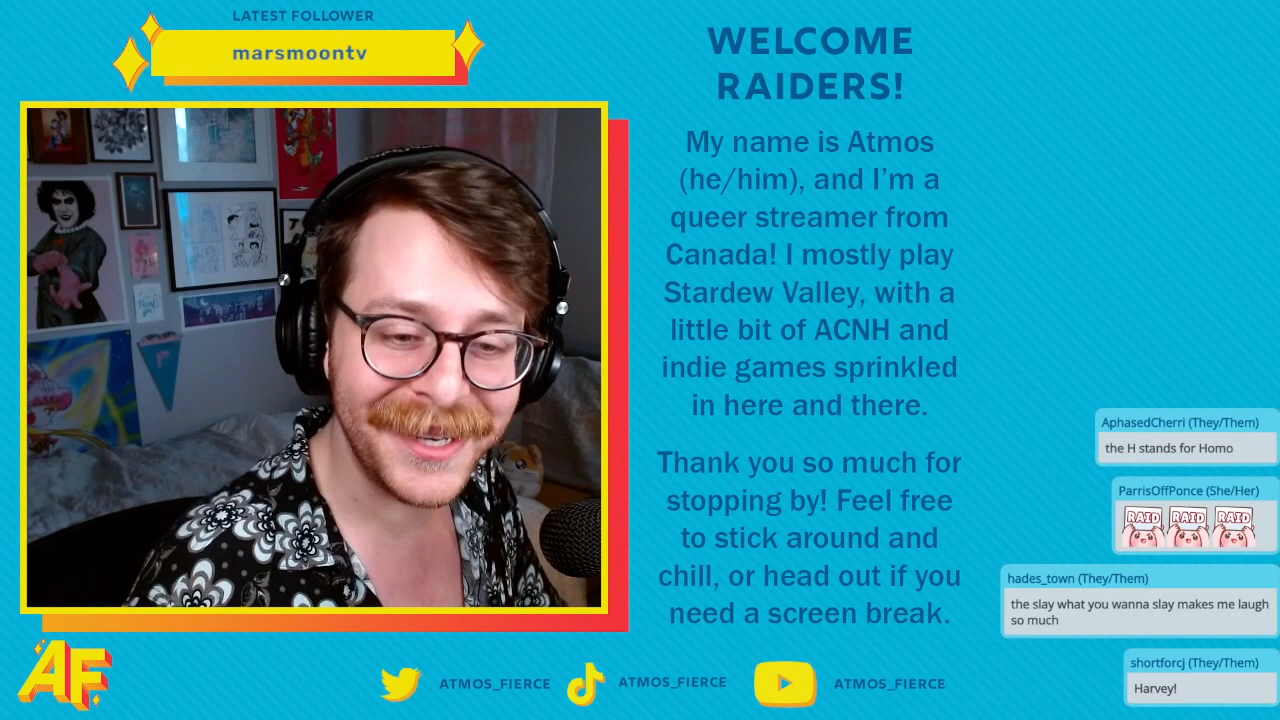 LATEST FOLLOWER
marsmoontv
WELCOME
RAIDERS!
My name is Atmos
(he/him), and I’m a
queer streamer from
Canada! I mostly play
Stardew Valley, with a
little bit of ACNH and
indie games sprinkled
in here and there.
Thank you so much for
stopping by! Feel free
to stick around and
chill, or head out if you
need a screen break.
AphasedCherri (They/Them)
the H stands for Homo
ParrisOffPonce (She/Her)
RAID RAID RAID
hades_town (They/Them)
the slay what you wanna slay makes me laugh
so much
shortforcj (They/Them)
Harvey!
AF
ATMOS_FIERCE
ATMOS_FIERCE
ATMOS_FIERCE